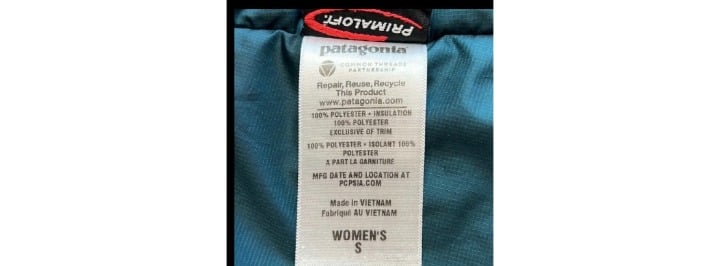 PRIMALOFT
patagonia
COMMON THREADS
PARTNERSHIP
Repair, Reuse, Recycle
This Product
www.patagonia.com
100% POLYESTER • INSULATION
100% POLYESTER
EXCLUSIVE OF TRIM
100% POLYESTER • ISOLANT 100%
POLYESTER
A PART LA GARNITURE
MFG DATE AND LOCATION AT
PCPSIA.COM
Made in VIETNAM
Fabriqué AU VIETNAM
WOMEN'S
S